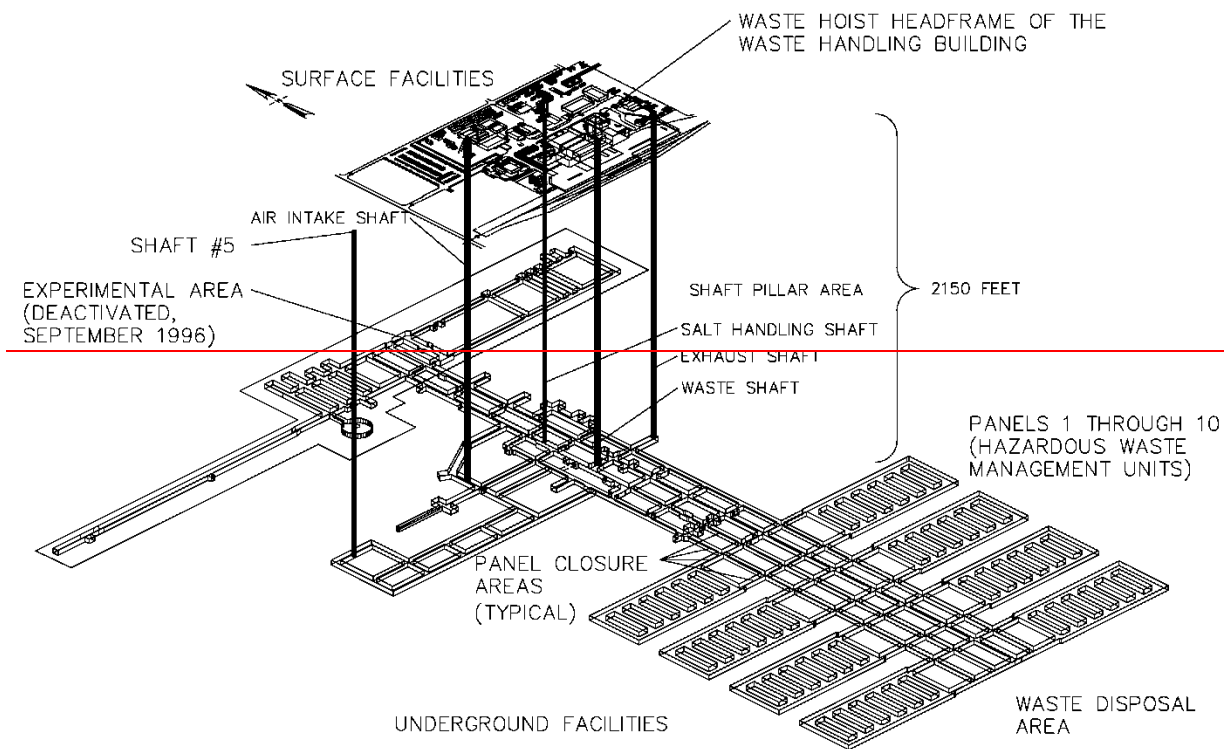 WASTE HOIST HEADFRAME OF THE
WASTE HANDLING BUILDING
SURFACE FACILITIES
AIR INTAKE SHAFT
SHAFT #5
EXPERIMENTAL AREA
(DEACTIVATED,
SEPTEMBER 1996)
SHAFT PILLAR AREA
2150 FEET
SALT HANDLING SHAFT
EXHAUST SHAFT
WASTE SHAFT
PANELS 1 THROUGH 10
(HAZARDOUS WASTE
MANAGEMENT UNITS)
PANEL CLOSURE
AREAS
(TYPICAL)
WASTE DISPOSAL
AREA
UNDERGROUND FACILITIES